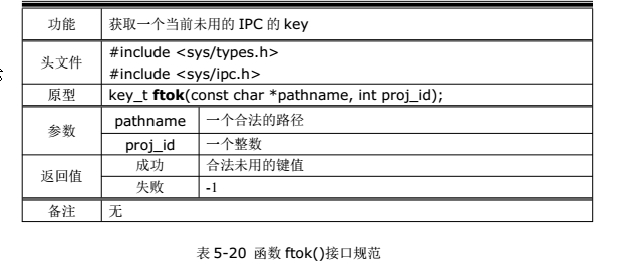 功能 获取一个当前未用的 IPC 的 key
头文件 #include <sys/types.h>
#include <sys/ipc.h>
原型 key_t ftok(const char *pathname, int proj_id);
参数 pathname 一个合法的路径
proj_id 一个整数
返回值 成功 合法未用的键值
失败 -1
备注 无
表 5-20 函数 ftok()接口规范